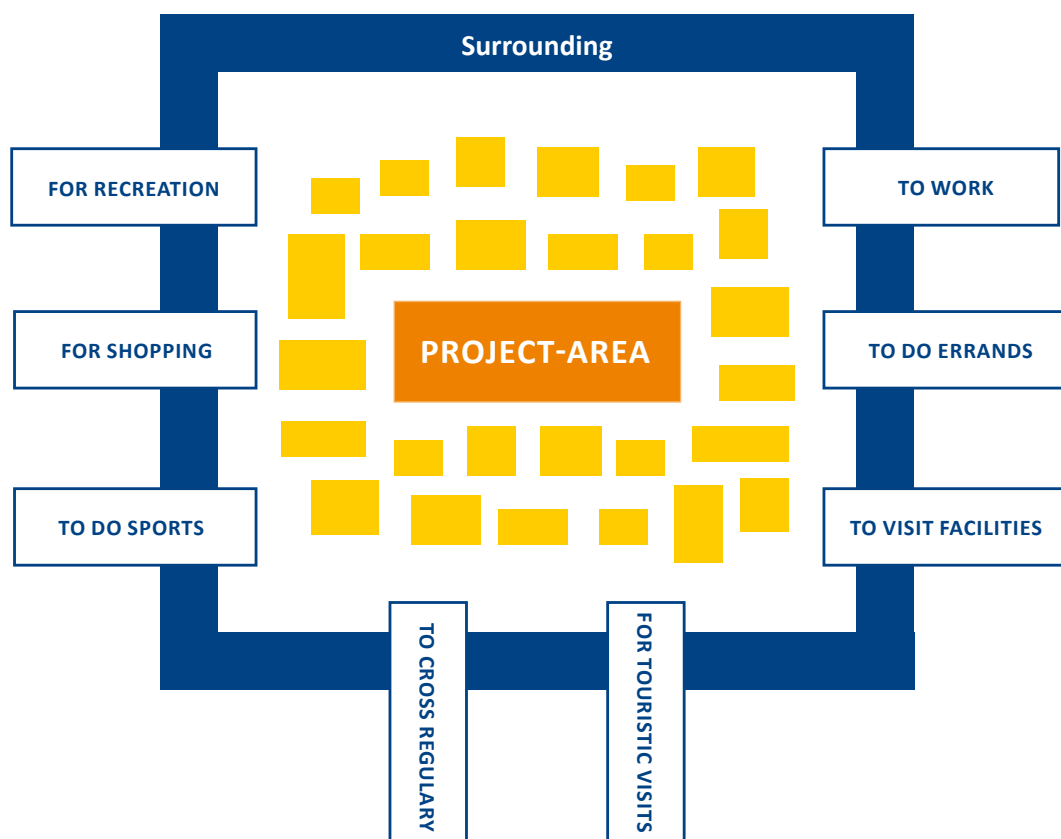 Surrounding
FOR RECREATION
TO WORK
PROJECT-AREA
FOR SHOPPING
TO DO ERRANDS
TO DO SPORTS
TO VISIT FACILITIES
TO CROSS REGULARY
FOR TOURISTIC VISITS